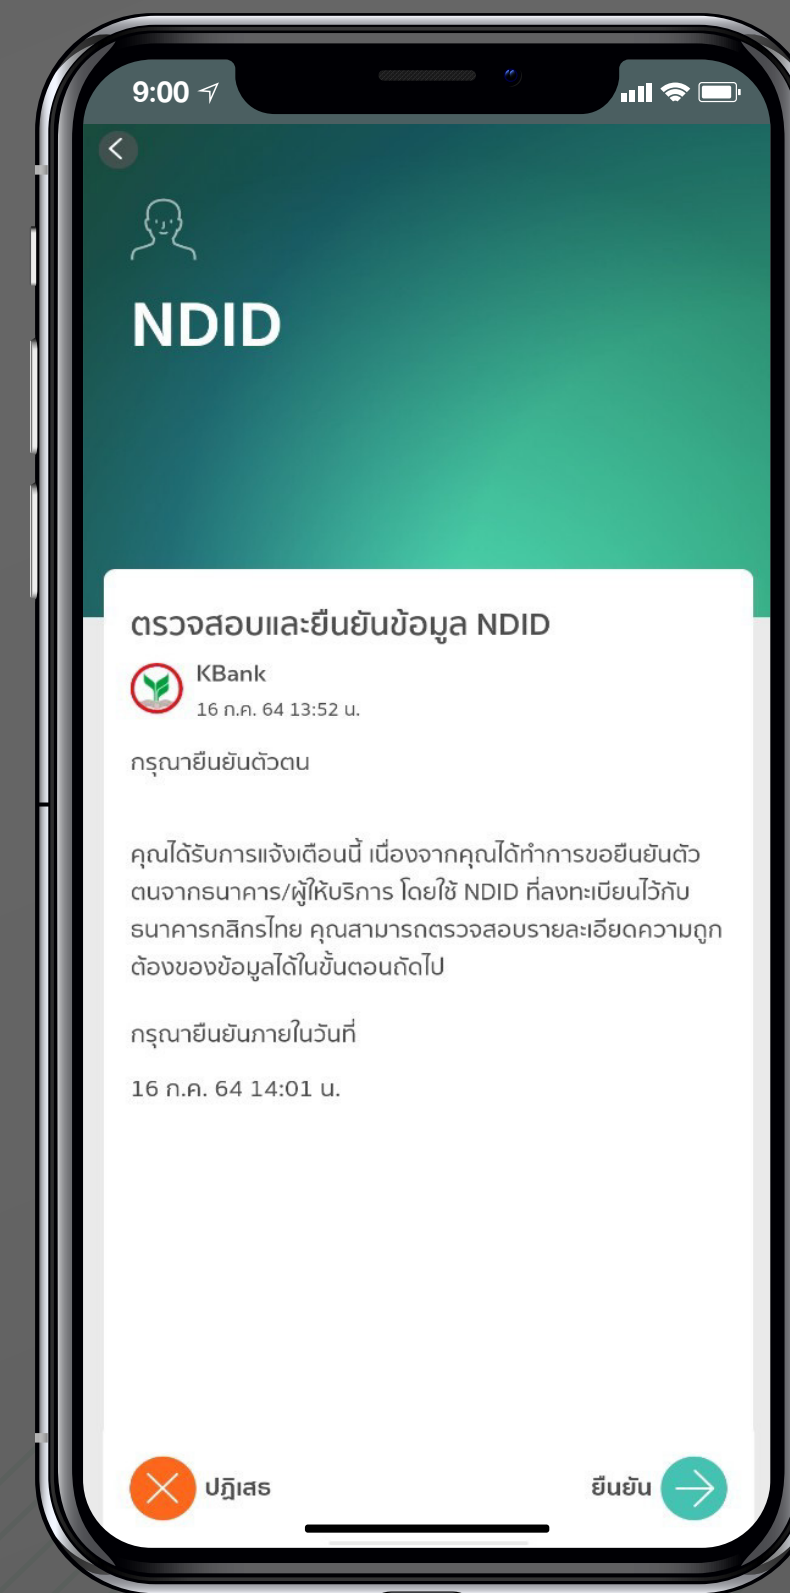 9:00
NDID
ตรวจสอบและยืนยันข้อมูล NDID
KBank
16 ก.ค. 64 13:52 น.
กรุณายืนยันตัวตน
คุณได้รับการแจ้งเตือนนี้ เนื่องจากคุณได้ทำการขอยืนยันตัว
ตนจากธนาคาร/ผู้ให้บริการ โดยใช้ NDID ที่ลงทะเบียนไว้กับ
ธนาคารกสิกรไทย คุณสามารถตรวจสอบรายละเอียดความถูก
ต้องของข้อมูลได้ในขั้นตอนถัดไป
กรุณายืนยันภายในวันที่
16 ก.ค. 64 14:01 น.
ปฏิเสธ
ยืนยัน